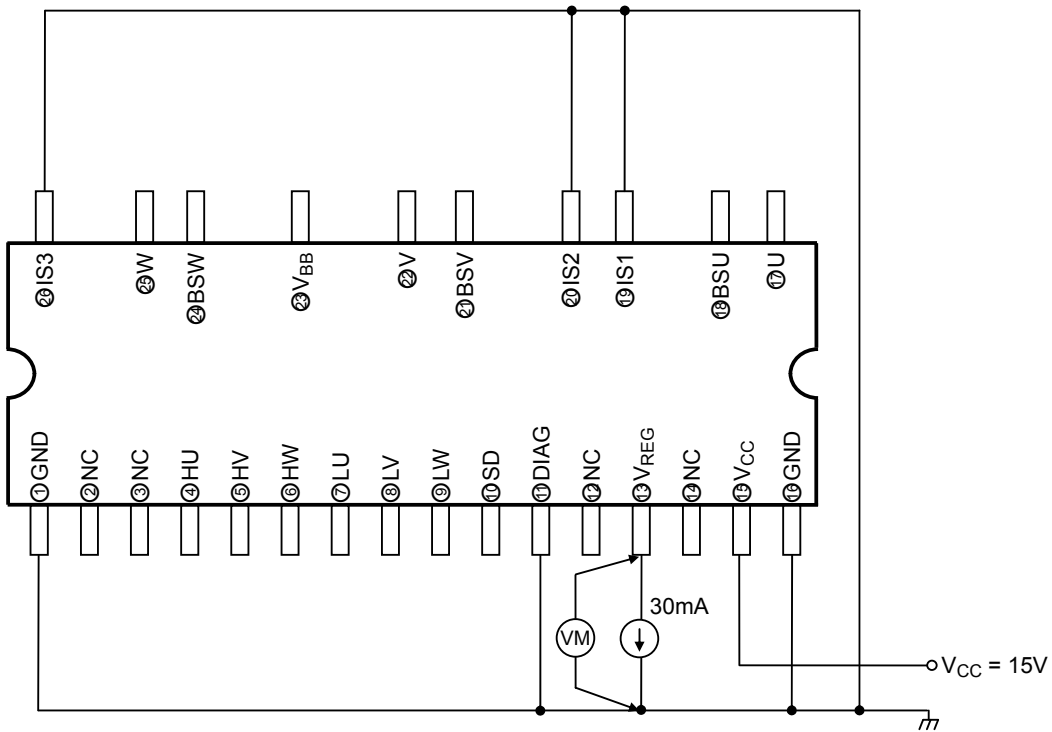 ㉖IS3
㉕W
㉔BSW
㉓VBB
㉒V
㉑BSV
⑳IS2
⑲IS1
⑱BSU
⑰U
①GND
②NC
③NC
④HU
⑤HV
⑥HW
⑦LU
⑧LV
⑨LW
⑩SD
⑪DIAG
⑫NC
⑬VREG
⑭NC
⑮VCC
⑯GND
30mA
VM
VCC = 15V